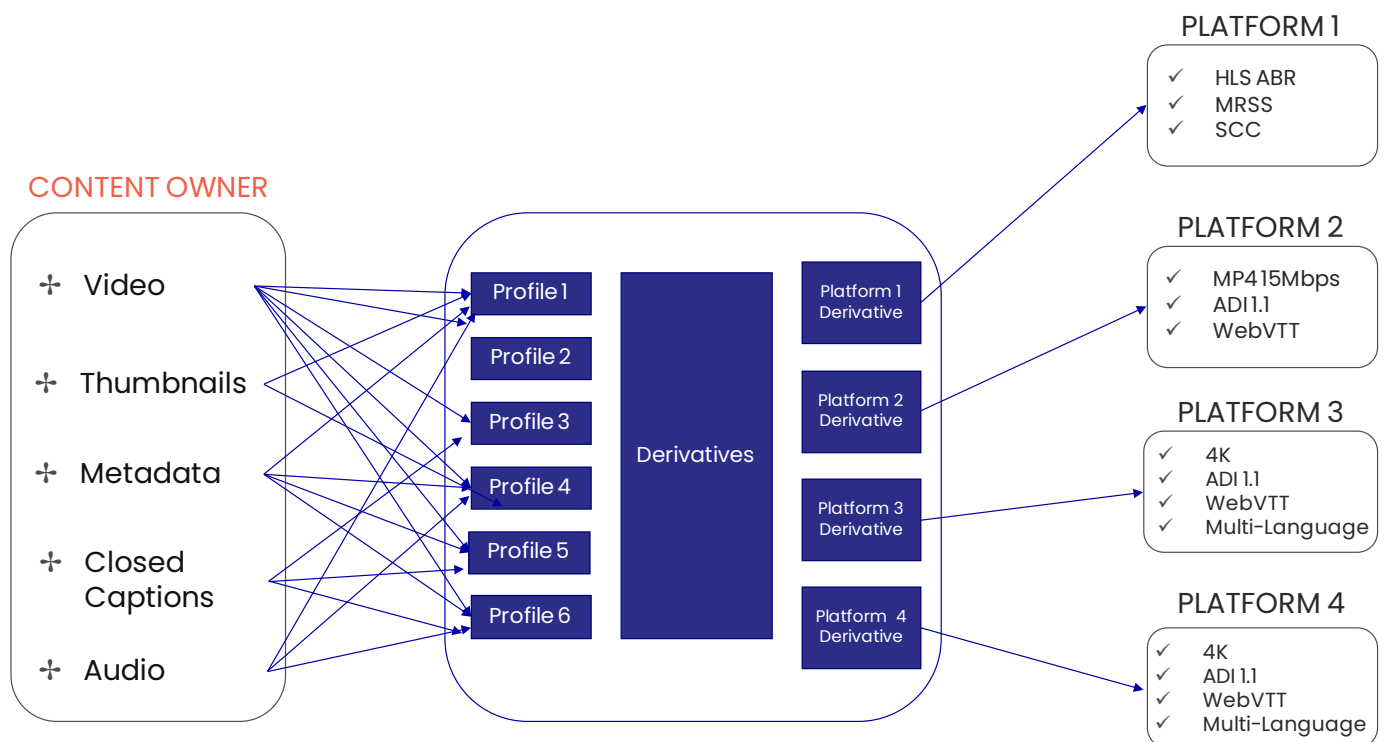 CONTENT OWNER
Video
Thumbnails
Metadata
Closed
Captions
Audio
Profile 1
Profile 2
Profile 3
Profile 4
Profile 5
Profile 6
Derivatives
Platform 1
Derivative
Platform 2
Derivative
Platform 3
Derivative
Platform 4
Derivative
PLATFORM 1
HLS ABR
MRSS
SCC
PLATFORM 2
MP415Mbps
ADI 1.1
WebVTT
PLATFORM 3
4K
ADI 1.1
WebVTT
Multi-Language
PLATFORM 4
4K
ADI 1.1
WebVTT
Multi-Language